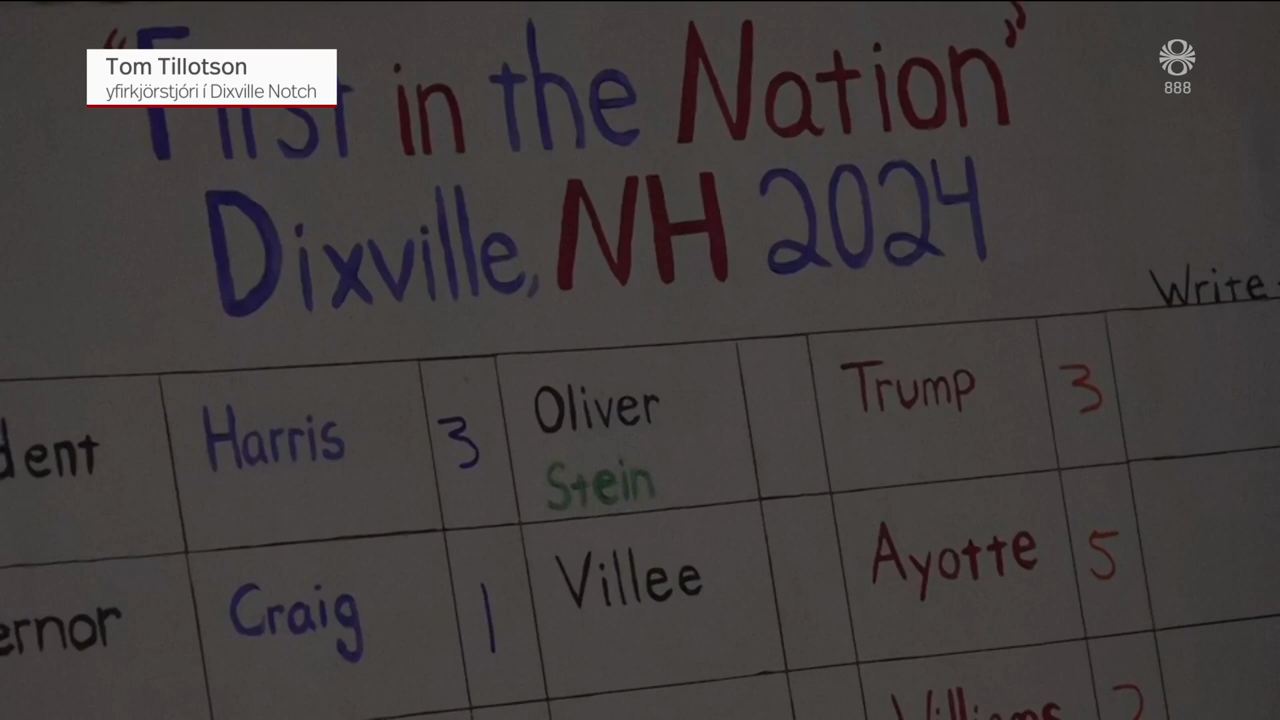 Tom Tillotson
yfirkjörstjóri í Dixville Notch
888
"First in the Nation"
Dixville, NH 2024
Write-
dent Harris 3 Oliver Trump 3
Stein
ernor Craig 1 Villee Ayotte 5
Williams